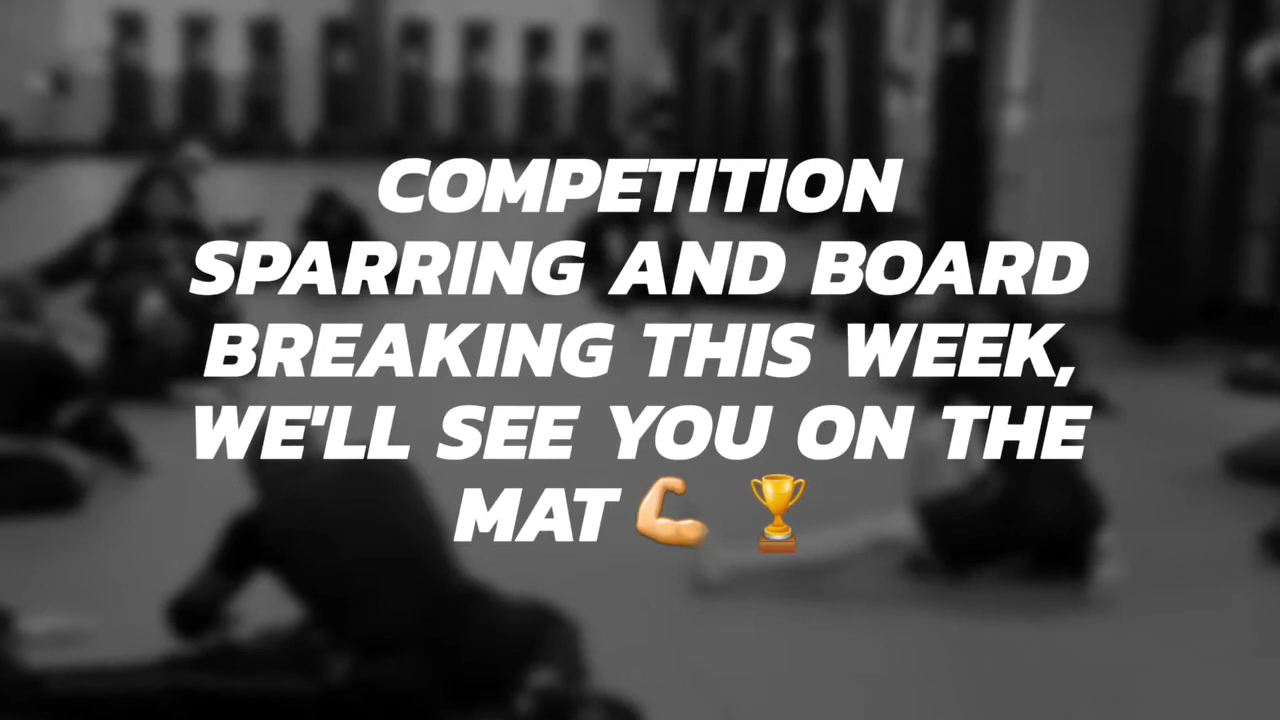 COMPETITION
SPARRING AND BOARD
BREAKING THIS WEEK,
WE'LL SEE YOU ON THE
MAT 💪 🏆